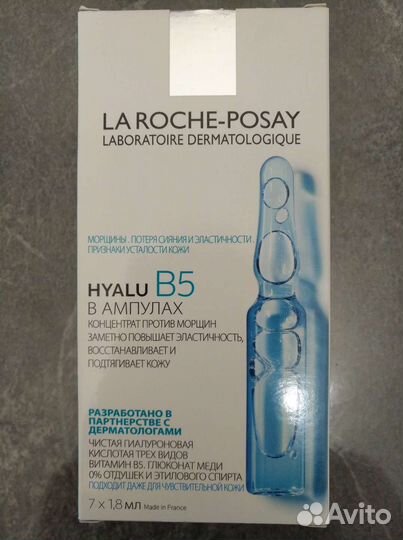 LA ROCHE-POSAY
LABORATOIRE DERMATOLOGIQUE
МОРЩИНЫ . ПОТЕРЯ СИЯНИЯ И ЭЛАСТИЧНОСТИ .
ПРИЗНАКИ УСТАЛОСТИ КОЖИ
HYALU B5
В АМПУЛАХ
КОНЦЕНТРАТ ПРОТИВ МОРЩИН
ЗАМЕТНО ПОВЫШАЕТ ЭЛАСТИЧНОСТЬ,
ВОССТАНАВЛИВАЕТ И
ПОДТЯГИВАЕТ КОЖУ
РАЗРАБОТАНО В
ПАРТНЕРСТВЕ С
ДЕРМАТОЛОГАМИ
ЧИСТАЯ ГИАЛУРОНОВАЯ
КИСЛОТА ТРЕХ ВИДОВ
ВИТАМИН B5. ГЛЮКОНАТ МЕДИ
0% ОТДУШЕК И ЭТИЛОВОГО СПИРТА
ПОДХОДИТ ДАЖЕ ДЛЯ ЧУВСТВИТЕЛЬНОЙ КОЖИ
7 x 1,8 МЛ Made in France
Avito